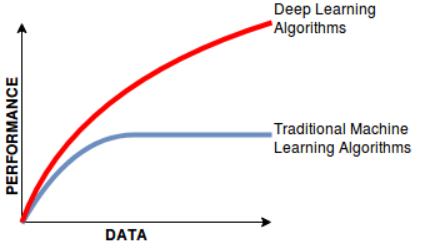 Deep Learning
Algorithms
PERFORMANCE
Traditional Machine
Learning Algorithms
DATA